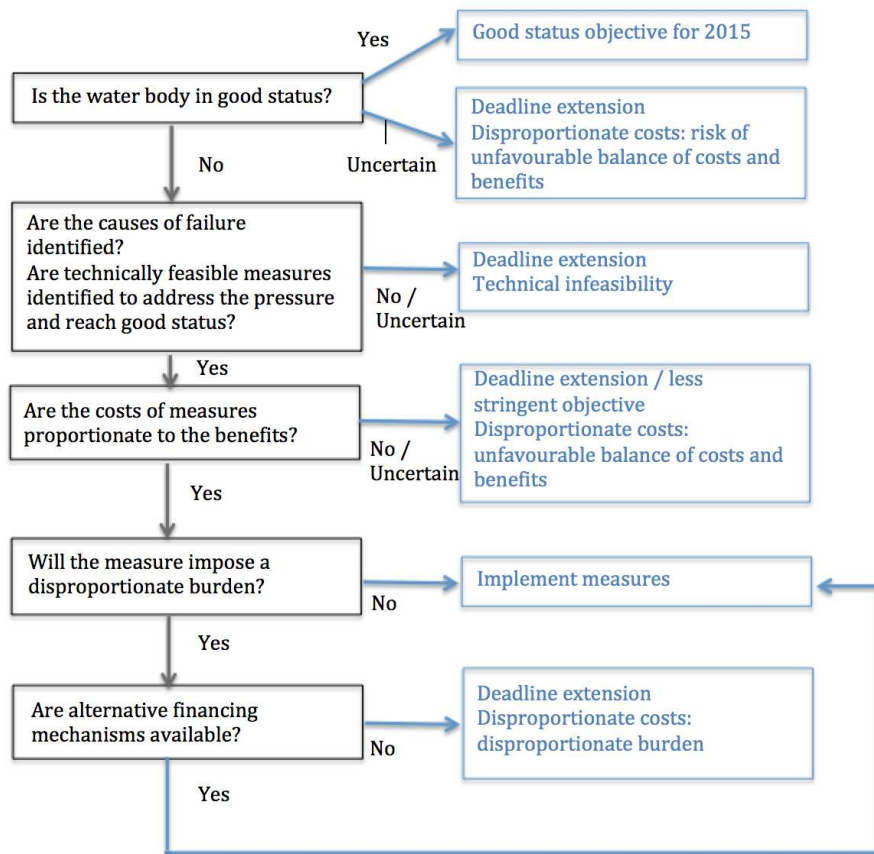 Yes
Good status objective for 2015
Is the water body in good status?
Deadline extension
Disproportionate costs: risk of
unfavourable balance of costs and
benefits
No
Uncertain
Are the causes of failure
identified?
Are technically feasible measures
identified to address the pressure
and reach good status?
Deadline extension
Technical infeasibility
No /
Uncertain
Yes
Are the costs of measures
proportionate to the benefits?
Deadline extension / less
stringent objective
Disproportionate costs:
unfavourable balance of costs and
benefits
No /
Uncertain
Yes
Will the measure impose a
disproportionate burden?
Implement measures
No
Yes
Are alternative financing
mechanisms available?
Deadline extension
Disproportionate costs:
disproportionate burden
No
Yes